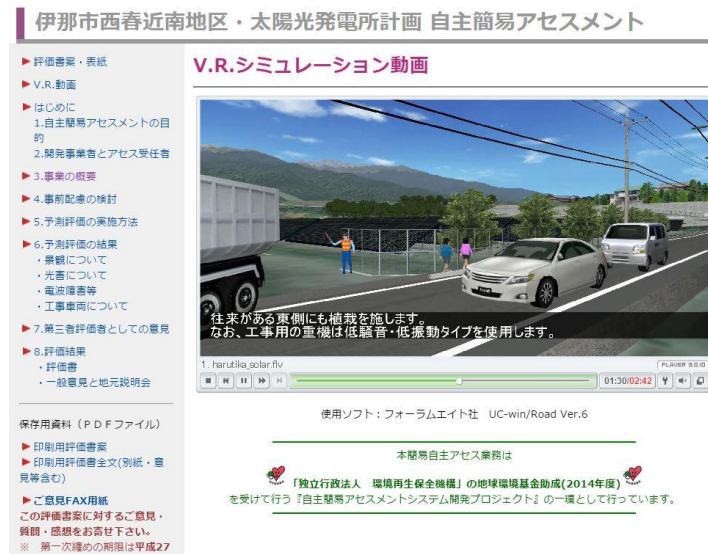 伊那市西春近南地区・太陽光発電所計画 自主簡易アセスメント
▶評価書案・表紙
▶V.R.動画
▶はじめに
1.自主簡易アセスメントの目
的
2.開発事業者とアセス受任者
▶3.事業の概要
▶4.事前配慮の検討
▶5.予測評価の実施方法
▶6.予測評価の結果
・景観について
・光害について
・電波障害等
・工事車両について
▶7.第三者評価者としての意見
▶8.評価結果
・評価書
・一般意見と地元説明会
保存用資料（ＰＤＦファイル）
▶印刷用評価書案
▶印刷用評価書全文(別紙・意
見等含む)
▶ご意見FAX用紙
この評価書案に対するご意見・
質問・感想をお寄せ下さい。
※ 第一次纏めの期限は平成27
V.R.シミュレーション動画
往来がある東側にも植栽を施します。
なお、工事用の重機は低騒音・低振動タイプを使用します。
1. harutika_solar.flv
PLAYER 9.0.10
01:30/02:42
使用ソフト：フォーラムエイト社 UC-win/Road Ver.6
本簡易自主アセス業務は
「独立行政法人 環境再生保全機構」の地球環境基金助成(2014年度)
を受けて行う『自主簡易アセスメントシステム開発プロジェクト』の一環として行っています。